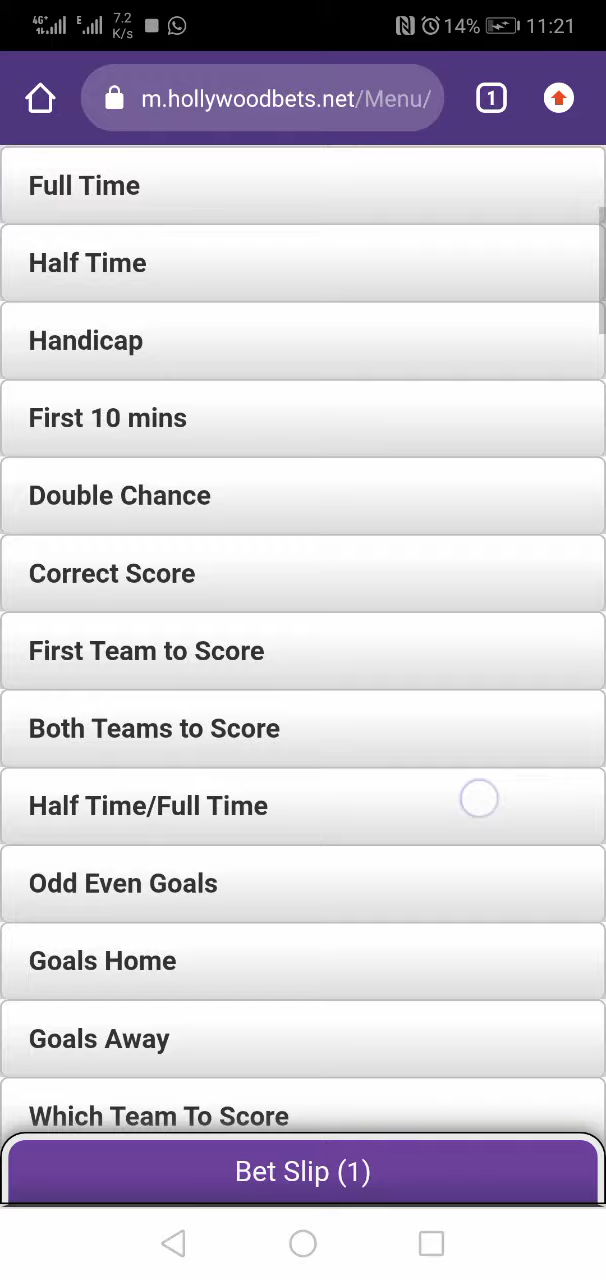 4G+ E 7.2 K/s 14% 11:21
m.hollywoodbets.net/Menu/ 1
Full Time
Half Time
Handicap
First 10 mins
Double Chance
Correct Score
First Team to Score
Both Teams to Score
Half Time/Full Time
Odd Even Goals
Goals Home
Goals Away
Which Team To Score
Bet Slip (1)